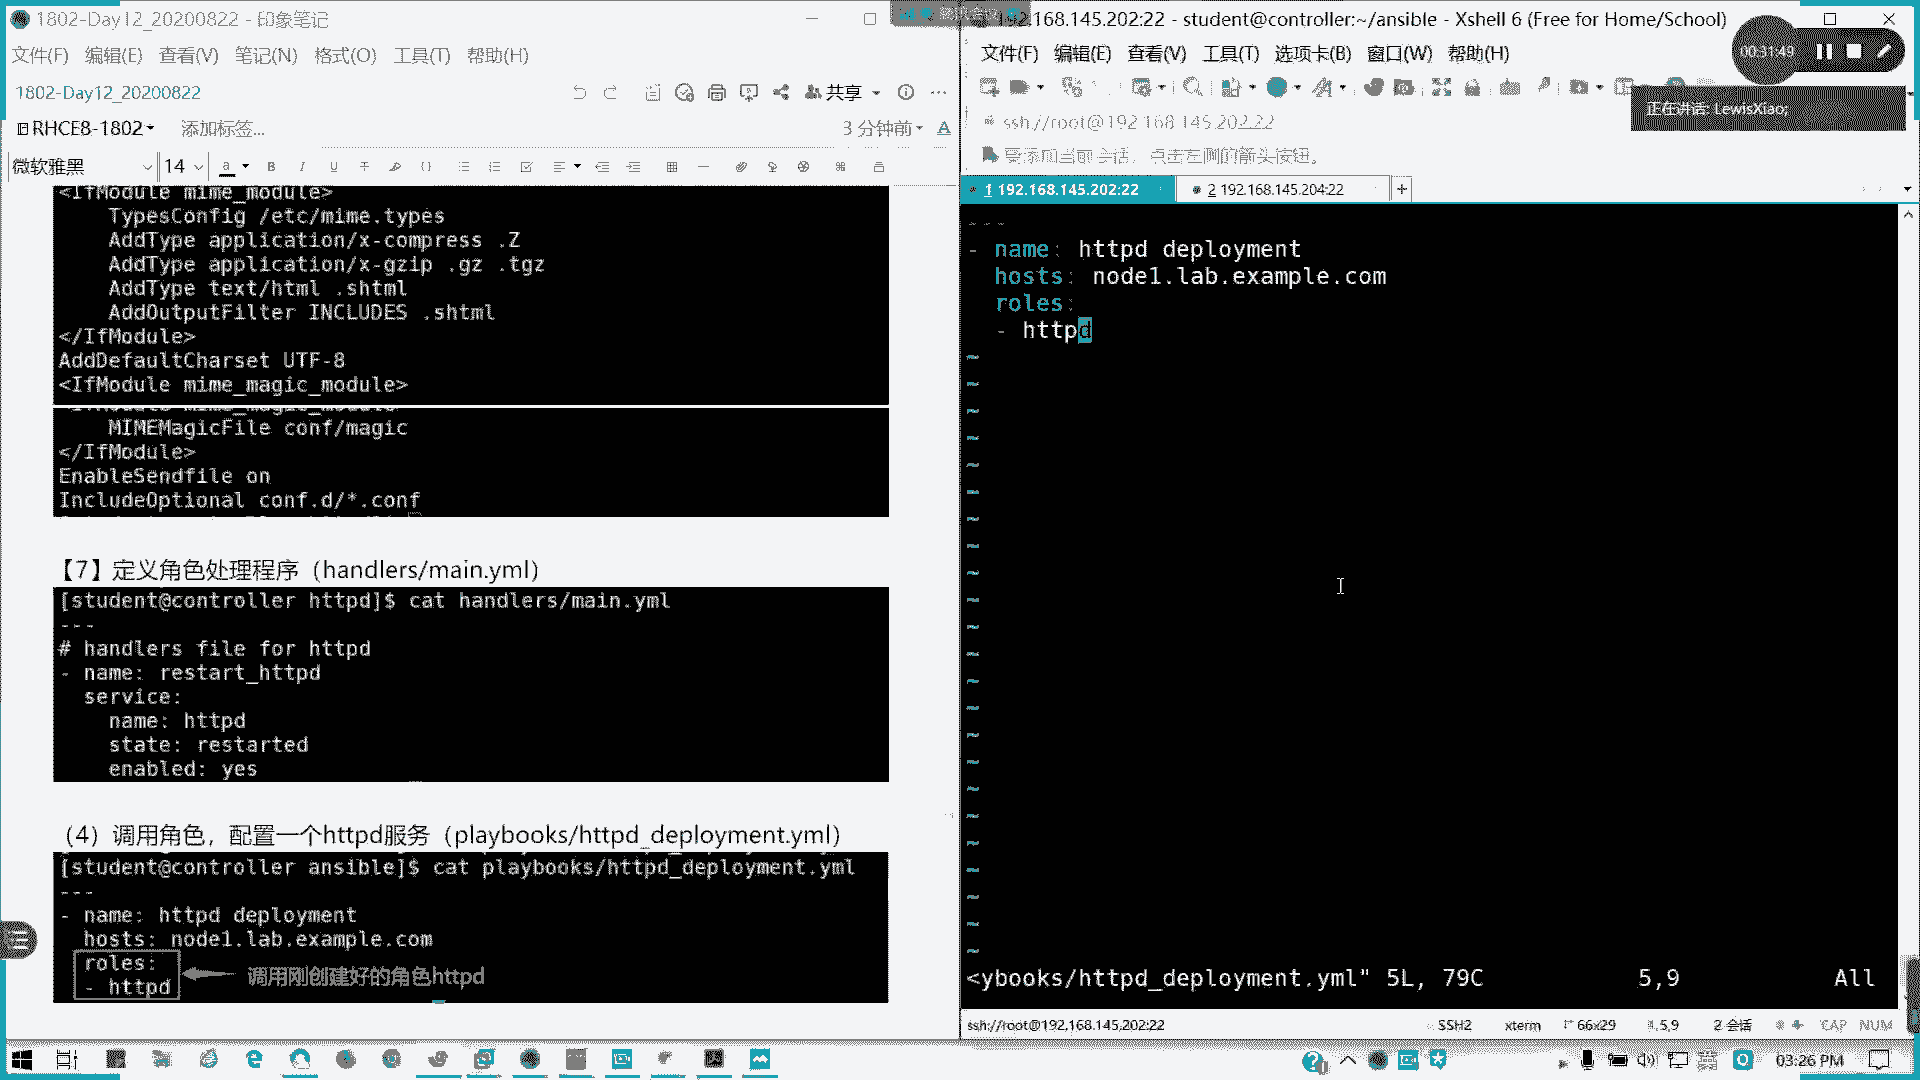 1802-Day12_20200822 - 印象笔记
文件(F) 编辑(E) 查看(V) 笔记(N) 格式(O) 工具(T) 帮助(H)
1802-Day12_20200822
共享
RHCE8-1802 添加标签...
3 分钟前
微软雅黑 14
<IfModule mime_module>
    TypesConfig /etc/mime.types
    AddType application/x-compress .Z
    AddType application/x-gzip .gz .tgz
    AddType text/html .shtml
    AddOutputFilter INCLUDES .shtml
</IfModule>
AddDefaultCharset UTF-8
<IfModule mime_magic_module>
    MIMEMagicFile conf/magic
</IfModule>
EnableSendfile on
IncludeOptional conf.d/*.conf
【7】定义角色处理程序（handlers/main.yml）
[student@controller httpd]$ cat handlers/main.yml
---
# handlers file for httpd
- name: restart_httpd
  service:
    name: httpd
    state: restarted
    enabled: yes
（4）调用角色，配置一个httpd服务（playbooks/httpd_deployment.yml）
[student@controller ansible]$ cat playbooks/httpd_deployment.yml
---
- name: httpd deployment
  hosts: node1.lab.example.com
  roles:
  - httpd
调用刚创建好的角色httpd
192.168.145.202:22 - student@controller:~/ansible - Xshell 6 (Free for Home/School)
文件(F) 编辑(E) 查看(V) 工具(T) 选项卡(B) 窗口(W) 帮助(H)
00:31:49
正在讲话: LewisXiao;
ssh://root@192.168.145.202:22
要添加当前会话，点击左侧的箭头按钮。
1 192.168.145.202:22
2 192.168.145.204:22
---
- name: httpd deployment
  hosts: node1.lab.example.com
  roles:
  - httpd
<ybooks/httpd_deployment.yml" 5L, 79C 5,9 All
ssh://root@192.168.145.202:22 SSH2 xterm 66x29 5,9 2 会话 CAP NUM
03:26 PM